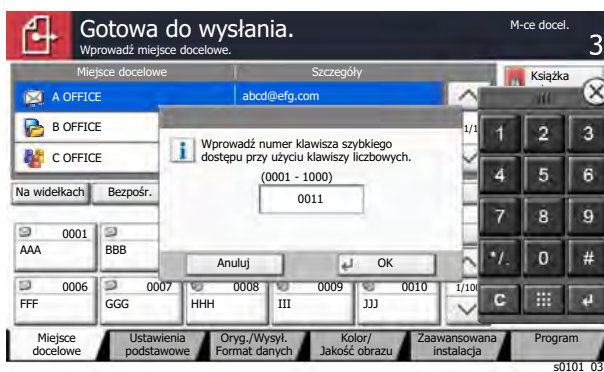 Gotowa do wysłania.
Wprowadź miejsce docelowe.
M-ce docel.
3
Miejsce docelowe
Szczegóły
Książka
A OFFICE
abcd@efg.com
B OFFICE
1/1
C OFFICE
Wprowadź numer klawisza szybkiego
dostępu przy użyciu klawiszy liczbowych.
(0001 - 1000)
0011
Anuluj
OK
Na widełkach
Bezpośr.
0001
AAA
BBB
0006
FFF
0007
GGG
0008
HHH
0009
III
0010
JJJ
1/100
1 2 3
4 5 6
7 8 9
*/. 0 #
C
Miejsce
docelowe
Ustawienia
podstawowe
Oryg./Wysył.
Format danych
Kolor/
Jakość obrazu
Zaawansowana
instalacja
Program
s0101_03